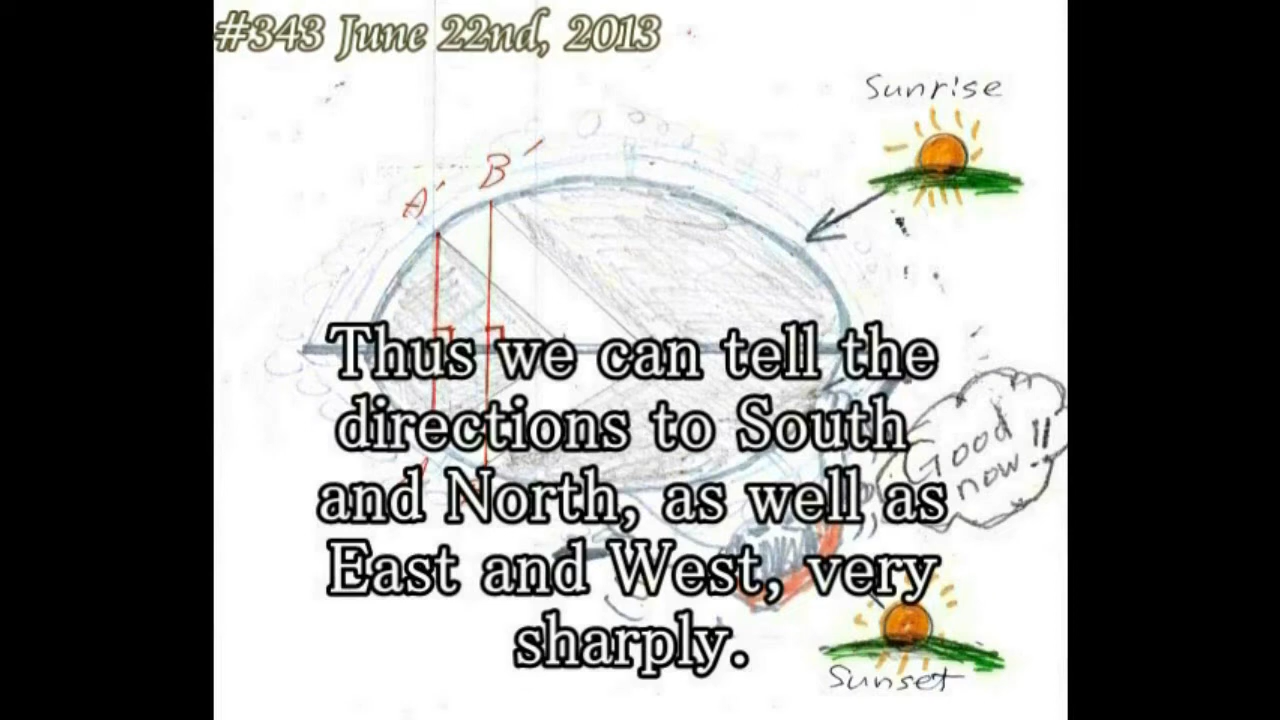 #343 June 22nd, 2013
Sunrise
B'
A'
Thus we can tell the
directions to South
and North, as well as
East and West, very
sharply.
Good
now!!
Sunset